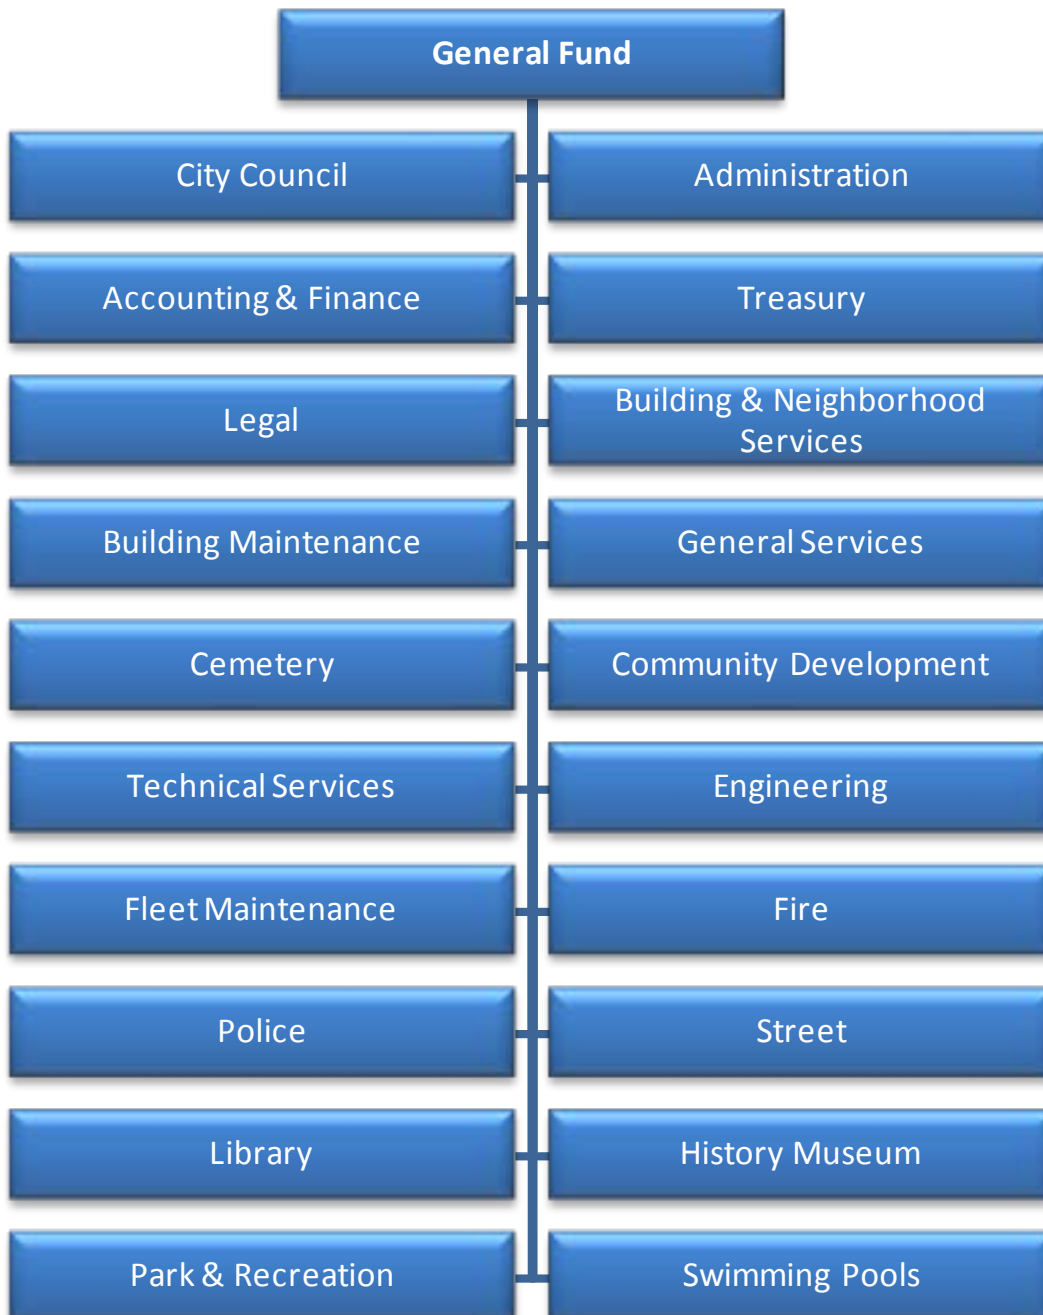 General Fund
City Council
Administration
Accounting & Finance
Treasury
Legal
Building & Neighborhood
Services
Building Maintenance
General Services
Cemetery
Community Development
Technical Services
Engineering
Fleet Maintenance
Fire
Police
Street
Library
History Museum
Park & Recreation
Swimming Pools